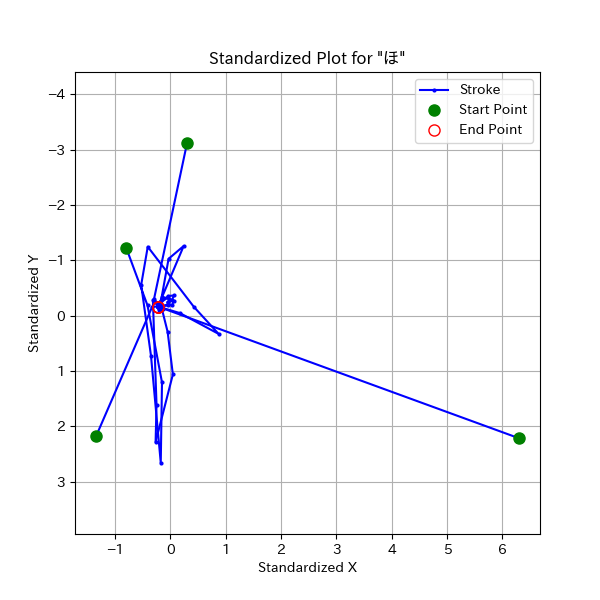 Standardized Plot for "ほ"
Stroke
Start Point
End Point
−4
−3
−2
−1
0
1
2
3
Standardized Y
−1 0 1 2 3 4 5 6
Standardized X